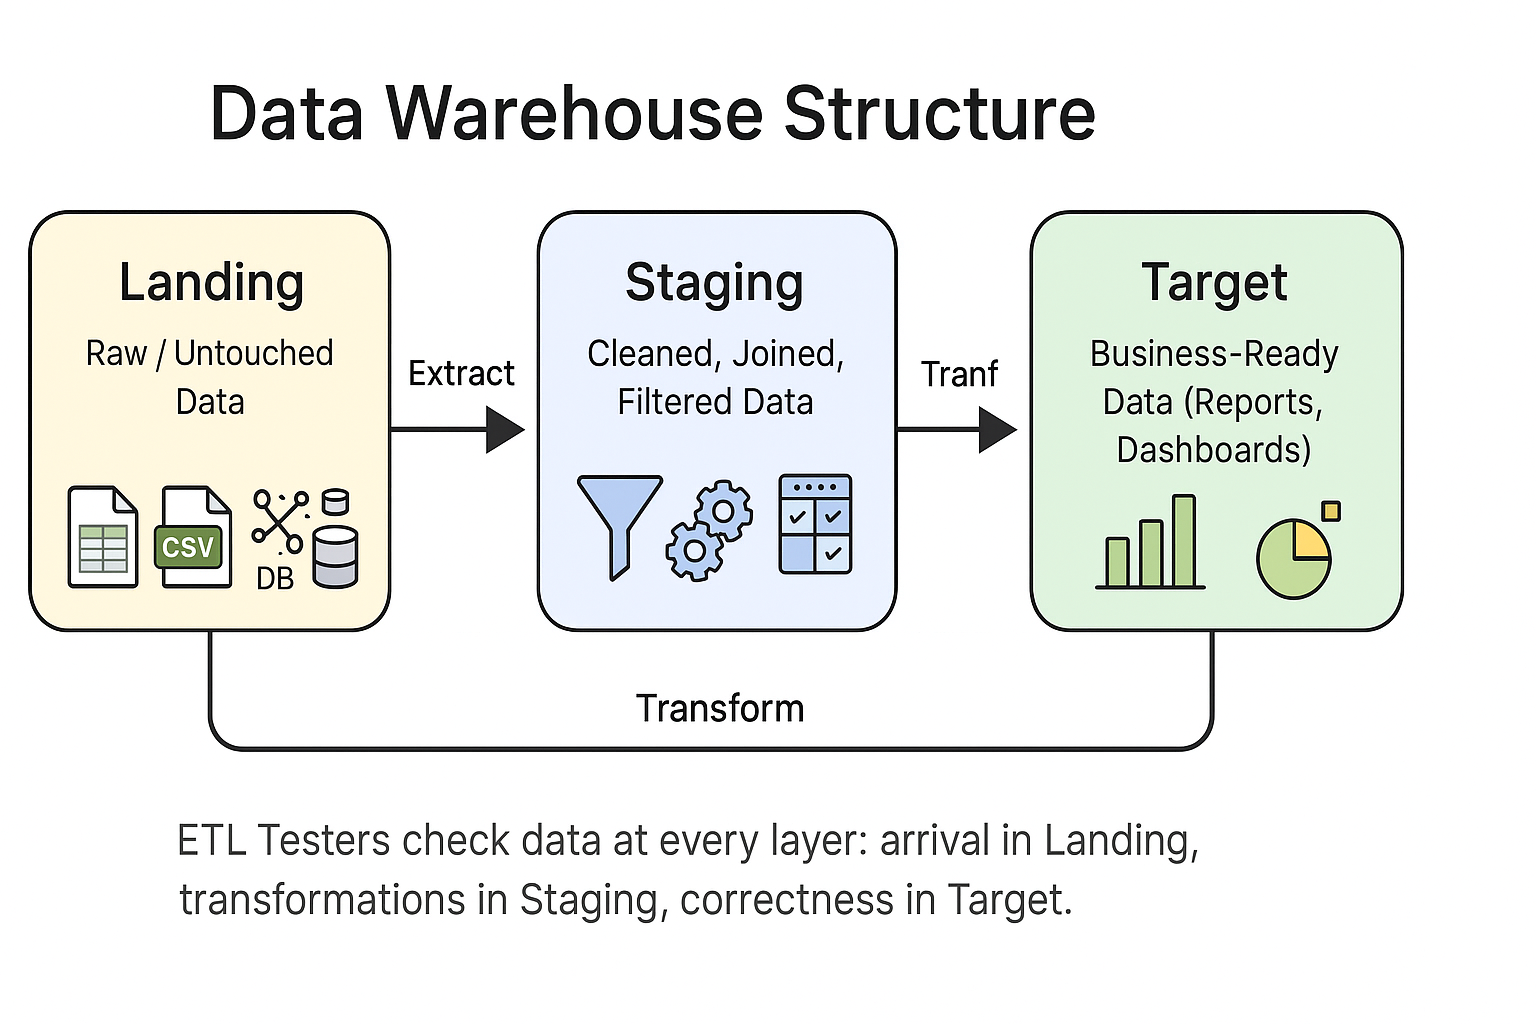 Data Warehouse Structure
Landing
Raw / Untouched
Data
CSV
DB
Extract
Staging
Cleaned, Joined,
Filtered Data
Tranf
Target
Business-Ready
Data (Reports,
Dashboards)
Transform
ETL Testers check data at every layer: arrival in Landing,
transformations in Staging, correctness in Target.